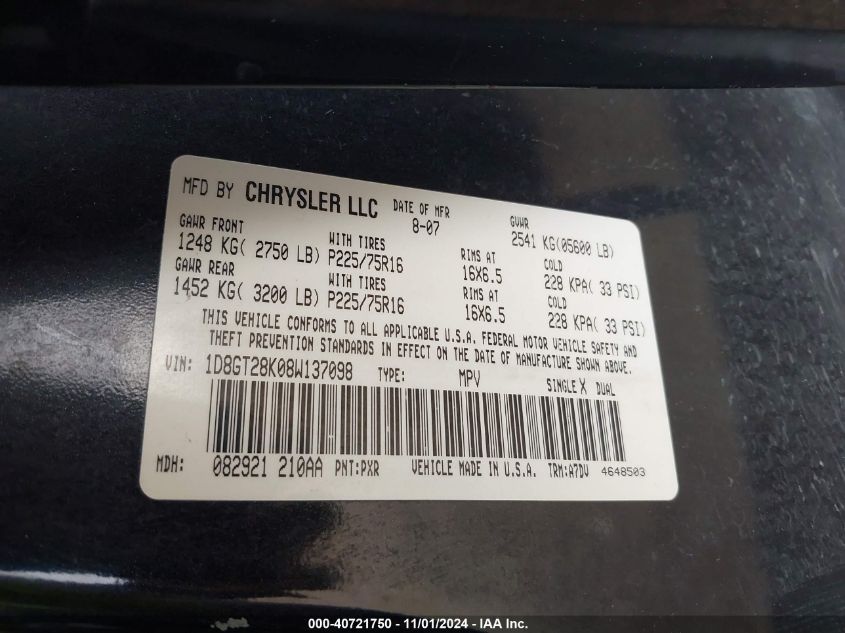 MFD BY CHRYSLER LLC DATE OF MFR 8-07 GVWR 2541 KG(05600 LB)
GAWR FRONT WITH TIRES RIMS AT COLD
1248 KG( 2750 LB) P225/75R16 16X6.5 228 KPA( 33 PSI)
GAWR REAR WITH TIRES RIMS AT COLD
1452 KG( 3200 LB) P225/75R16 16X6.5 228 KPA( 33 PSI)
THIS VEHICLE CONFORMS TO ALL APPLICABLE U.S.A. FEDERAL MOTOR VEHICLE SAFETY AND
THEFT PREVENTION STANDARDS IN EFFECT ON THE DATE OF MANUFACTURE SHOWN ABOVE.
VIN: 1D8GT28K08W137098 TYPE: MPV SINGLE X DUAL
MDH: 082921 210AA PNT:PXR VEHICLE MADE IN U.S.A. TRM:A7DV 4648503
000-40721750 - 11/01/2024 - IAA Inc.